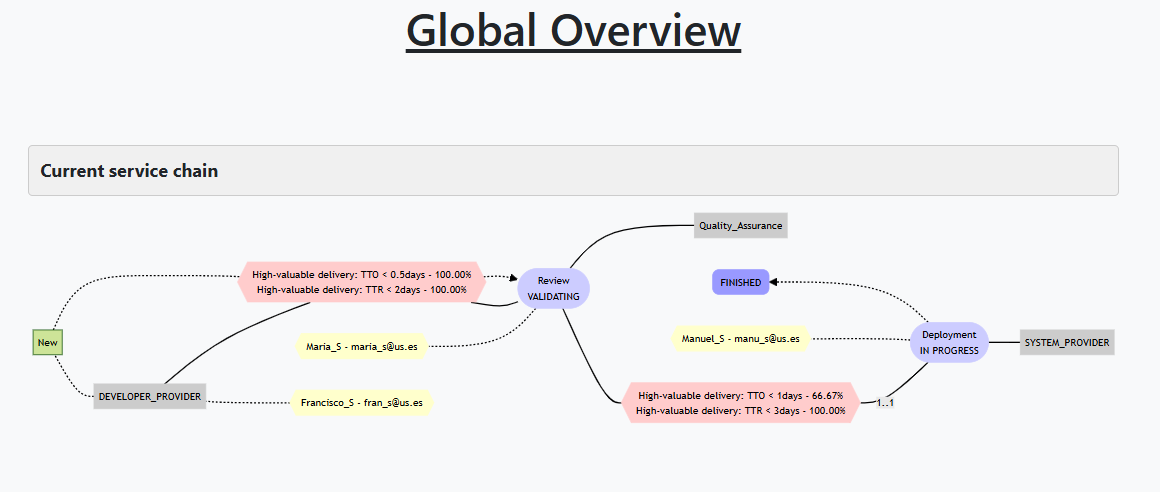 Global Overview
Current service chain
Quality_Assurance
High-valuable delivery: TTO < 0.5days - 100.00%
High-valuable delivery: TTR < 2days - 100.00%
Review
VALIDATING
FINISHED
New
Maria_S - maria_s@us.es
Manuel_S - manu_s@us.es
Deployment
IN PROGRESS
SYSTEM_PROVIDER
DEVELOPER_PROVIDER
Francisco_S - fran_s@us.es
High-valuable delivery: TTO < 1days - 66.67%
High-valuable delivery: TTR < 3days - 100.00%
1..1